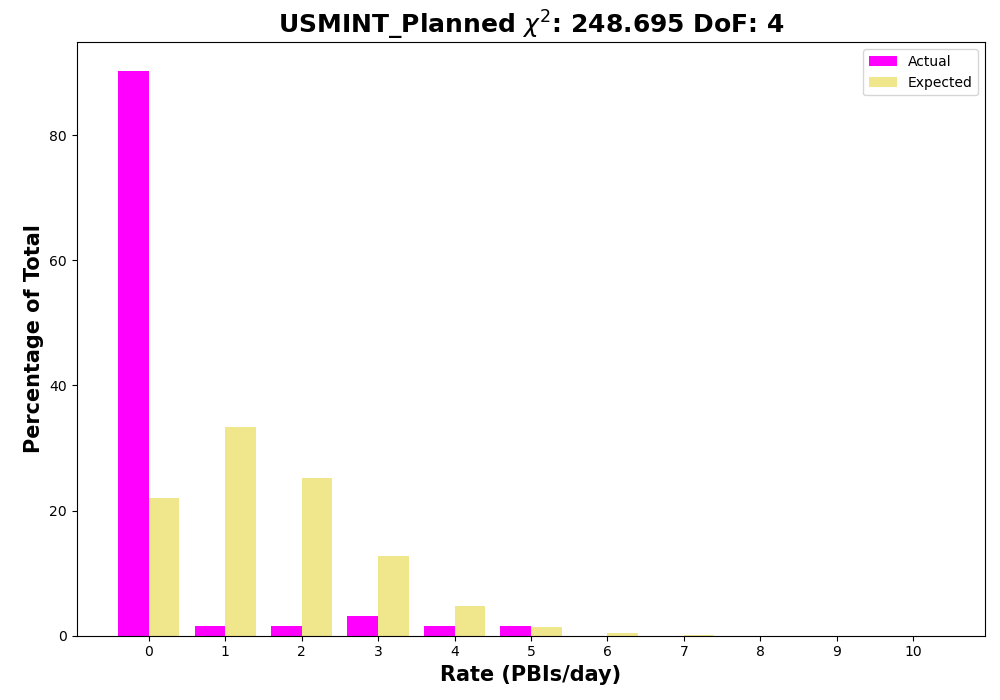 USMINT_Planned χ²: 248.695 DoF: 4
Actual
Expected
Percentage of Total
80
60
40
20
0
0 1 2 3 4 5 6 7 8 9 10
Rate (PBIs/day)